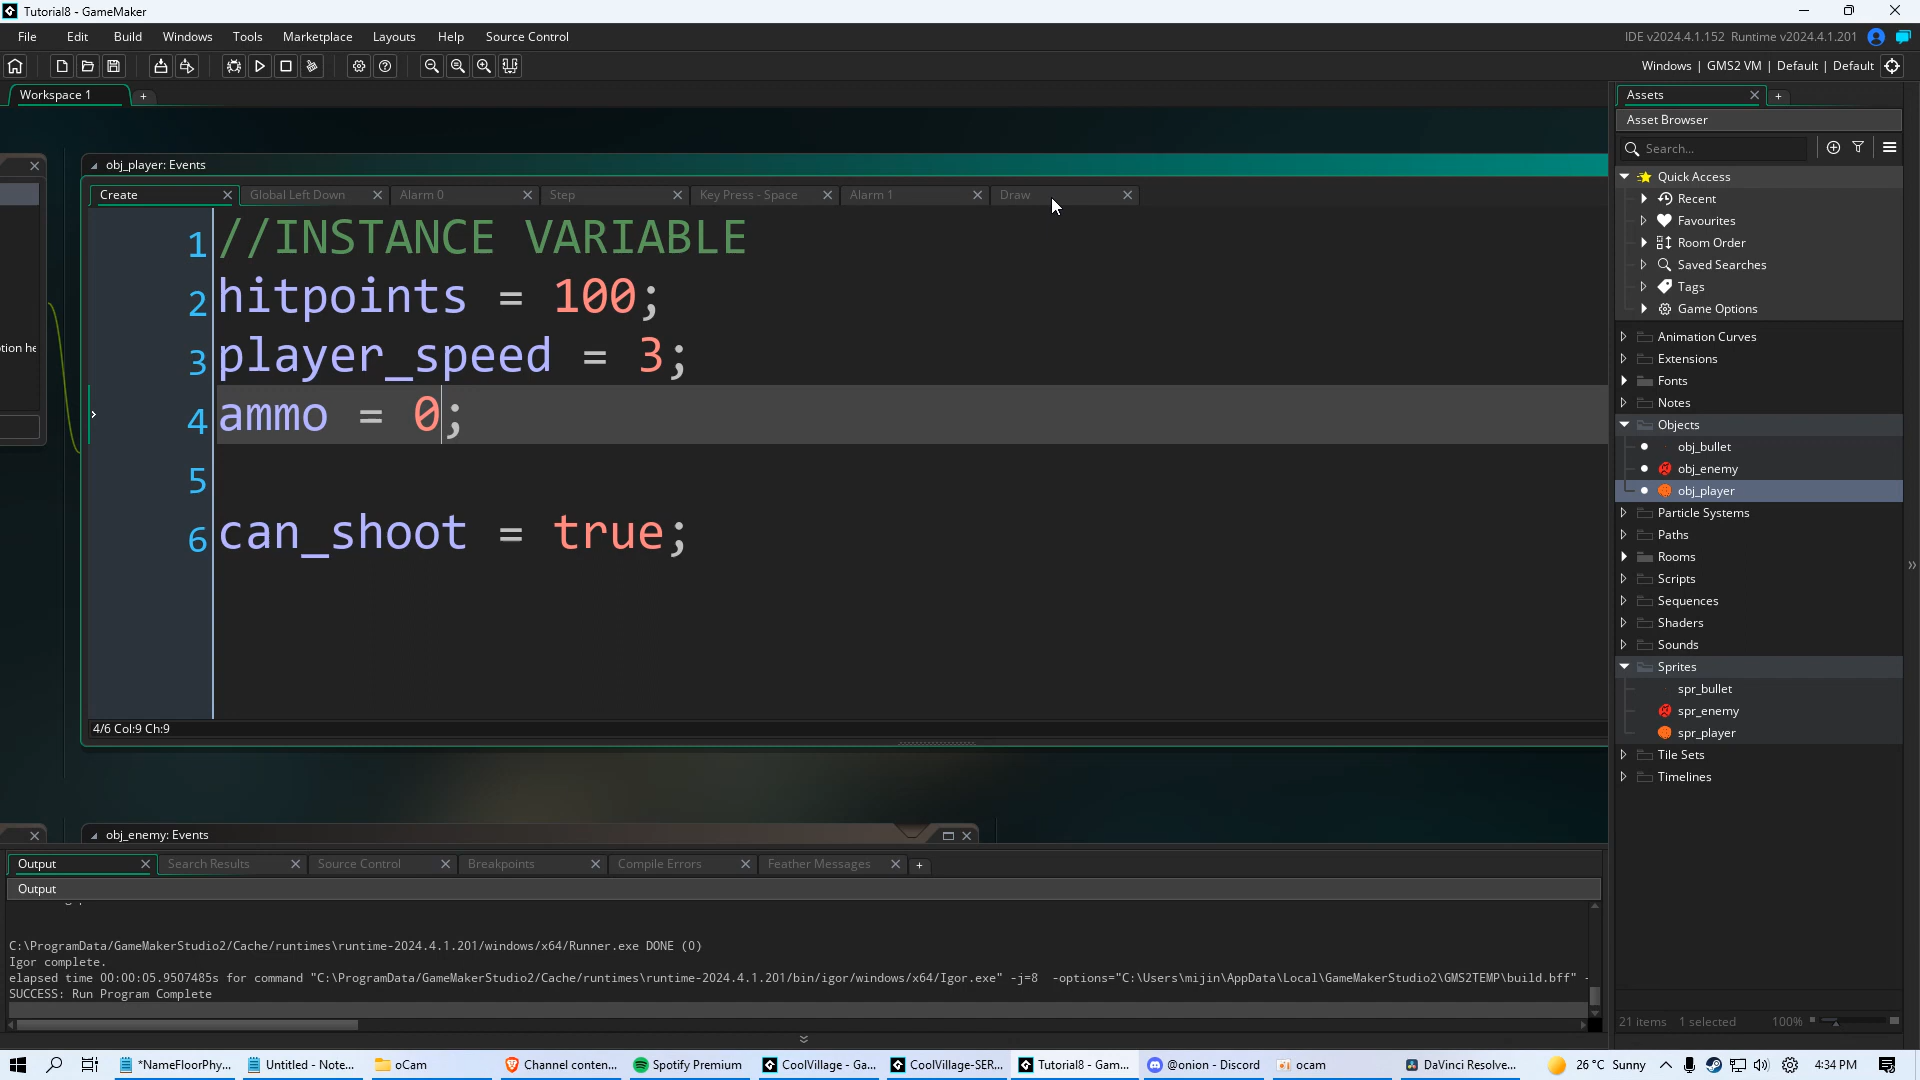 Tutorial8 - GameMaker
File Edit Build Windows Tools Marketplace Layouts Help Source Control
IDE v2024.4.1.152 Runtime v2024.4.1.201
Windows | GMS2 VM | Default | Default
Workspace 1
obj_player: Events
Create Global Left Down Alarm 0 Step Key Press - Space Alarm 1 Draw
1 //INSTANCE VARIABLE
2 hitpoints = 100;
3 player_speed = 3;
4 ammo = 0;
5
6 can_shoot = true;
4/6 Col:9 Ch:9
tion he
obj_enemy: Events
Output Search Results Source Control Breakpoints Compile Errors Feather Messages
Output
C:\ProgramData/GameMakerStudio2/Cache/runtimes\runtime-2024.4.1.201/windows/x64/Runner.exe DONE (0)
Igor complete.
elapsed time 00:00:05.9507485s for command "C:\ProgramData/GameMakerStudio2/Cache/runtimes\runtime-2024.4.1.201/bin/igor/windows/x64/Igor.exe" -j=8 -options="C:\Users\mijin\AppData\Local\GameMakerStudio2\GMS2TEMP\build.bff" -
SUCCESS: Run Program Complete
Assets
Asset Browser
Search...
Quick Access
Recent
Favourites
Room Order
Saved Searches
Tags
Game Options
Animation Curves
Extensions
Fonts
Notes
Objects
obj_bullet
obj_enemy
obj_player
Particle Systems
Paths
Rooms
Scripts
Sequences
Shaders
Sounds
Sprites
spr_bullet
spr_enemy
spr_player
Tile Sets
Timelines
21 items 1 selected 100%
*NameFloorPhy... Untitled - Note... oCam Channel conten... Spotify Premium CoolVillage - Ga... CoolVillage-SER... Tutorial8 - Gam... @onion - Discord ocam DaVinci Resolve... 26°C Sunny 4:34 PM